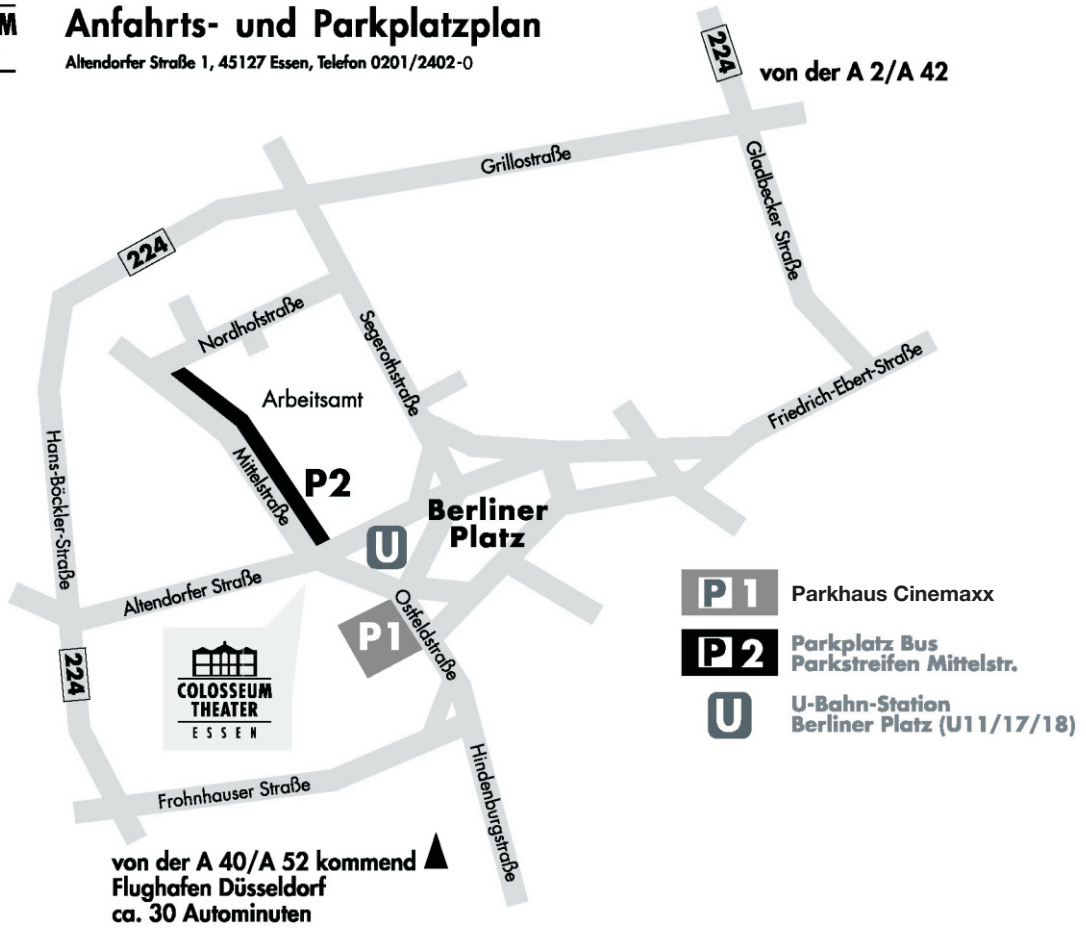 M
Anfahrts- und Parkplatzplan
Altendorfer Straße 1, 45127 Essen, Telefon 0201/2402-0
224
von der A 2/A 42
Grillostraße
Gladbecker Straße
224
Nordhofstraße
Segerothstraße
Friedrich-Ebert-Straße
Arbeitsamt
Hans-Böckler-Straße
Mittelstraße
P2
Berliner
Platz
U
Altendorfer Straße
Ostfeldstraße
P1
P 1 Parkhaus Cinemaxx
P 2 Parkplatz Bus
Parkstreifen Mittelstr.
U U-Bahn-Station
Berliner Platz (U11/17/18)
224
COLOSSEUM
THEATER
ESSEN
Hindenburgstraße
Frohnhauser Straße
von der A 40/A 52 kommend
Flughafen Düsseldorf
ca. 30 Autominuten